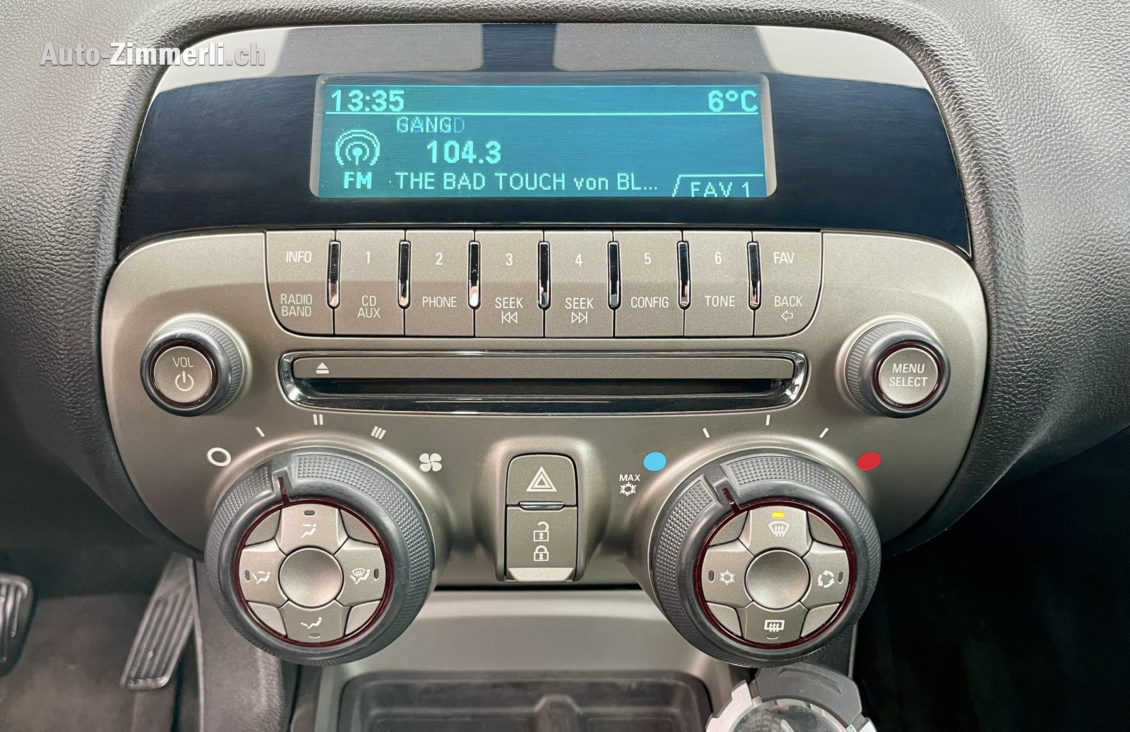 Auto-Zimmerli.ch
13:35 6°C
104.3
FM THE BAD TOUCH von BL... FAV 1
INFO 1 2 3 4 5 6 FAV
RADIO BAND CD AUX PHONE SEEK SEEK CONFIG TONE BACK
VOL
MENU SELECT
MAX